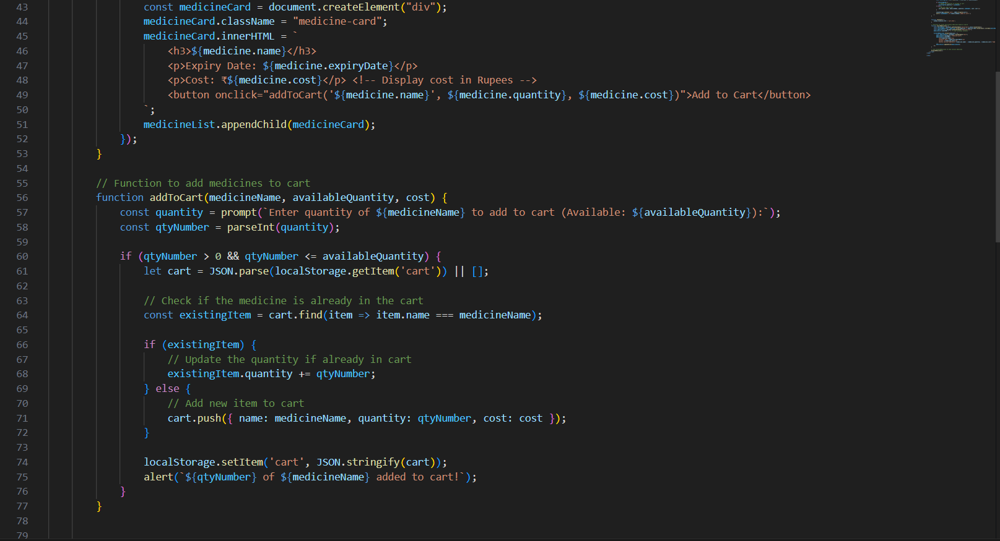 43 const medicineCard = document.createElement("div");
44 medicineCard.className = "medicine-card";
45 medicineCard.innerHTML = `
46 <h3>${medicine.name}</h3>
47 <p>Expiry Date: ${medicine.expiryDate}</p>
48 <p>Cost: ₹${medicine.cost}</p> <!-- Display cost in Rupees -->
49 <button onclick="addToCart('${medicine.name}', ${medicine.quantity}, ${medicine.cost})">Add to Cart</button>
50 `;
51 medicineList.appendChild(medicineCard);
52 });
53 }
54
55 // Function to add medicines to cart
56 function addToCart(medicineName, availableQuantity, cost) {
57 const quantity = prompt(`Enter quantity of ${medicineName} to add to cart (Available: ${availableQuantity}):`);
58 const qtyNumber = parseInt(quantity);
59
60 if (qtyNumber > 0 && qtyNumber <= availableQuantity) {
61 let cart = JSON.parse(localStorage.getItem('cart')) || [];
62
63 // Check if the medicine is already in the cart
64 const existingItem = cart.find(item => item.name === medicineName);
65
66 if (existingItem) {
67 // Update the quantity if already in cart
68 existingItem.quantity += qtyNumber;
69 } else {
70 // Add new item to cart
71 cart.push({ name: medicineName, quantity: qtyNumber, cost: cost });
72 }
73
74 localStorage.setItem('cart', JSON.stringify(cart));
75 alert(`${qtyNumber} of ${medicineName} added to cart!`);
76 }
77 }
78
79